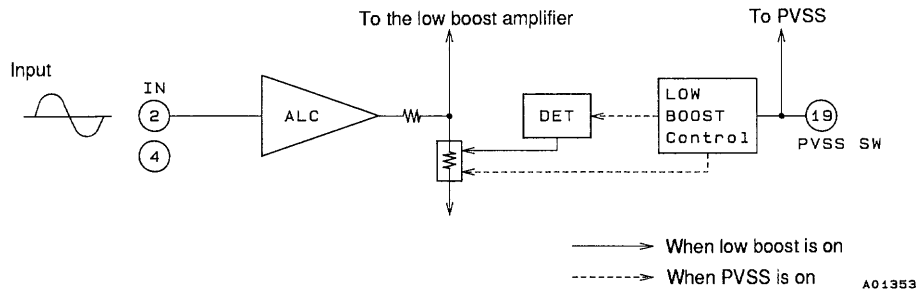 To the low boost amplifier
To PVSS
Input
IN
2
4
ALC
DET
LOW
BOOST
Control
19
PVSS SW
When low boost is on
When PVSS is on
A01353